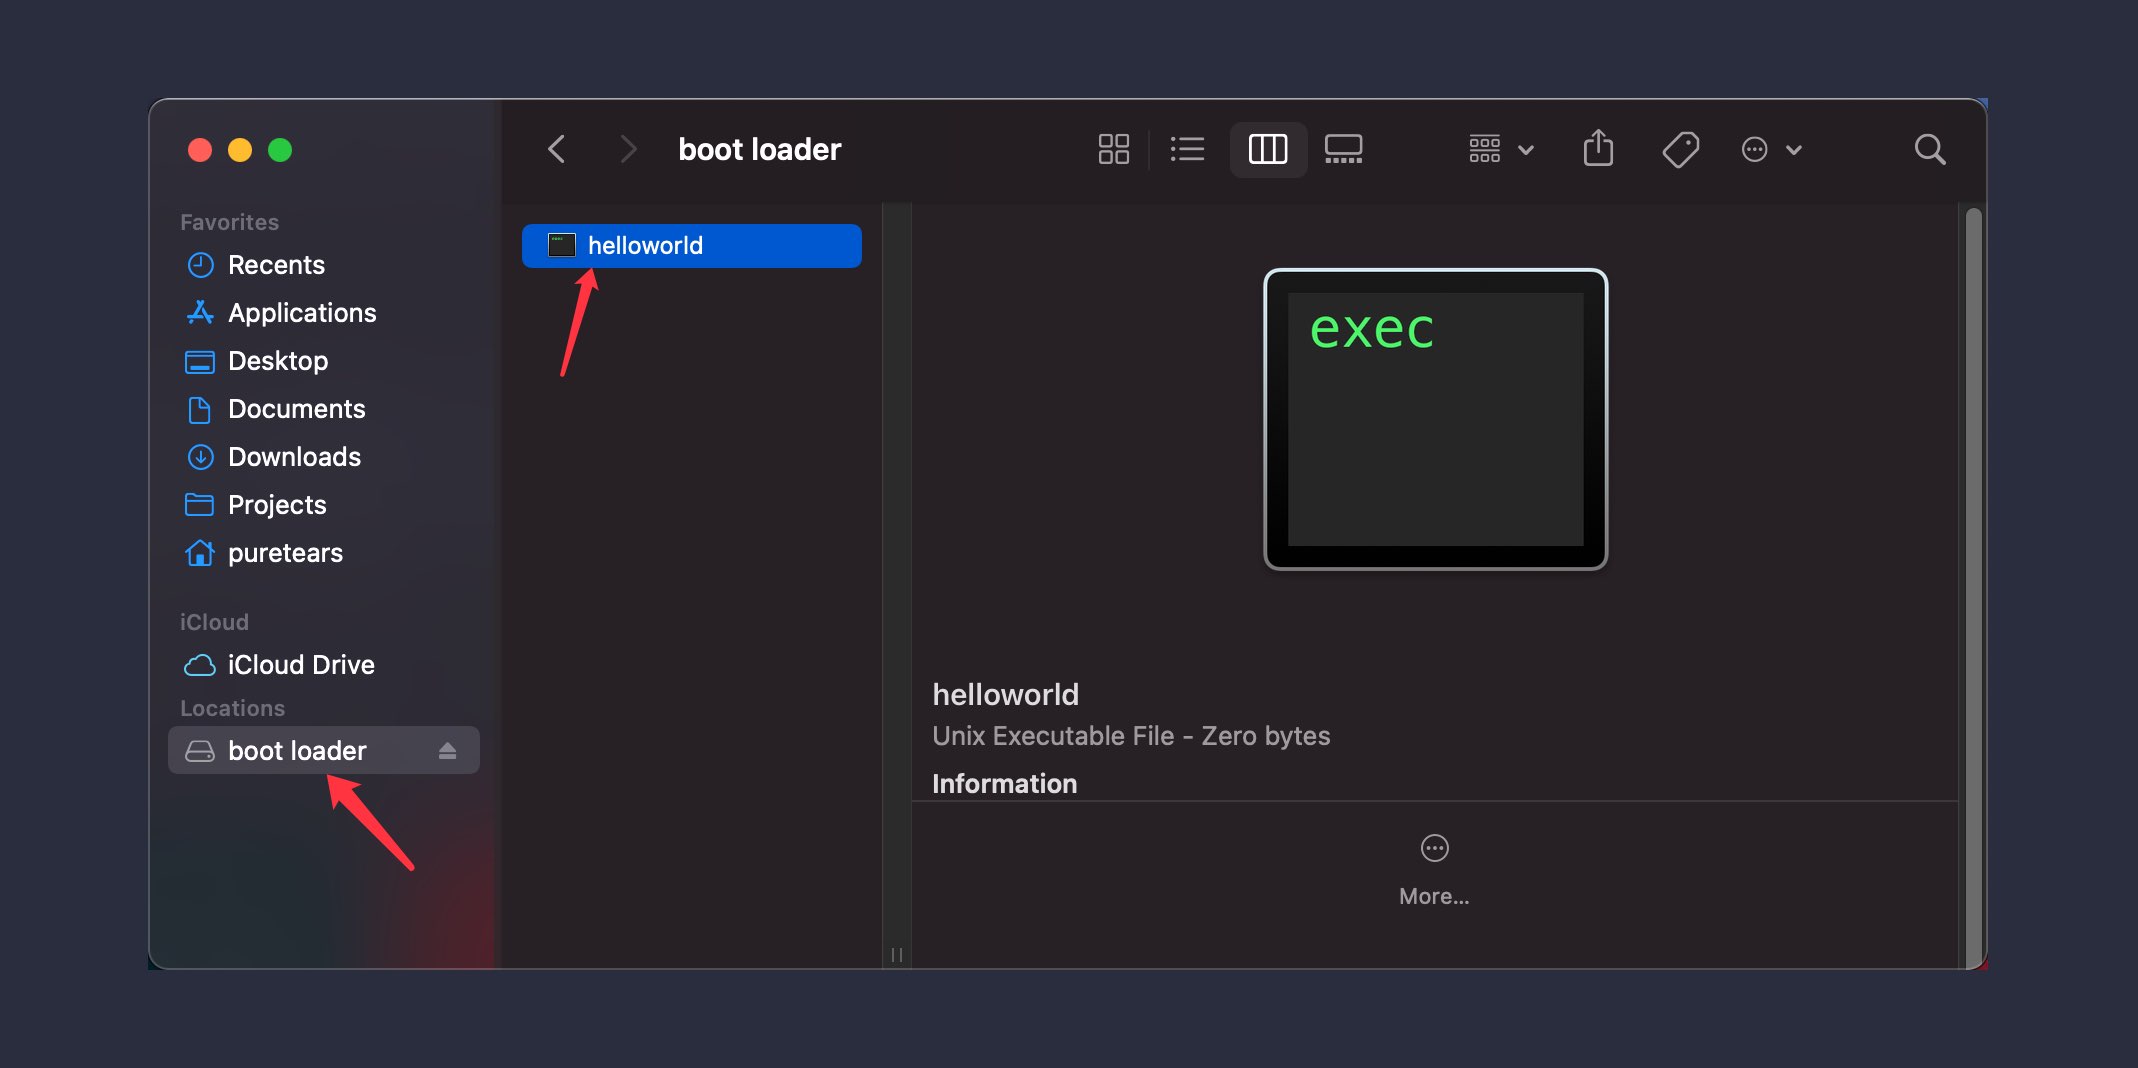 boot loader
Favorites
Recents
Applications
Desktop
Documents
Downloads
Projects
puretears
iCloud
iCloud Drive
Locations
boot loader
helloworld
exec
helloworld
Unix Executable File - Zero bytes
Information
More...